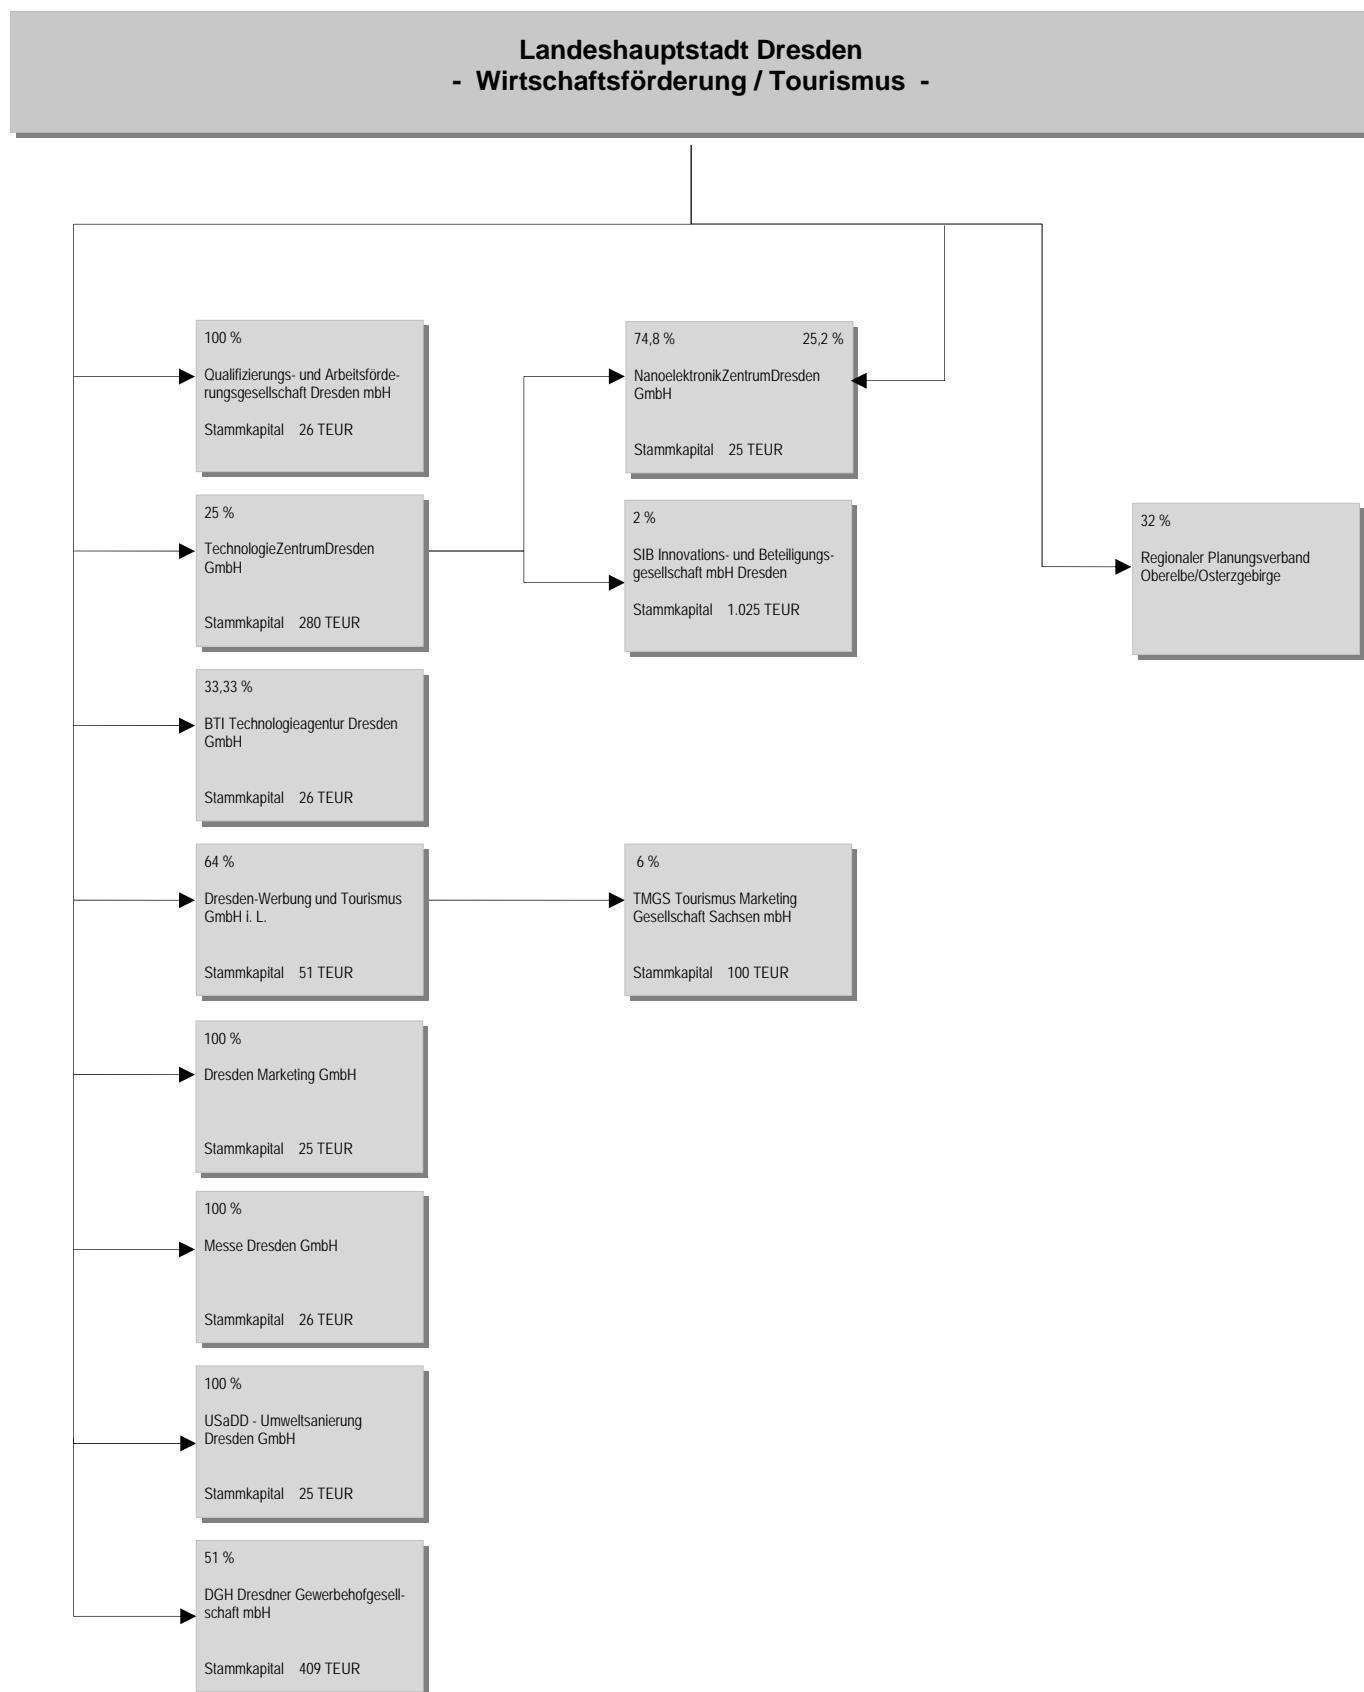 Landeshauptstadt Dresden
- Wirtschaftsförderung / Tourismus -
100 %
Qualifizierungs- und Arbeitsförde-
rungsgesellschaft Dresden mbH
Stammkapital 26 TEUR
74,8 % 25,2 %
NanoelektronikZentrumDresden
GmbH
Stammkapital 25 TEUR
25 %
TechnologieZentrumDresden
GmbH
Stammkapital 280 TEUR
2 %
SIB Innovations- und Beteiligungs-
gesellschaft mbH Dresden
Stammkapital 1.025 TEUR
32 %
Regionaler Planungsverband
Oberelbe/Osterzgebirge
33,33 %
BTI Technologieagentur Dresden
GmbH
Stammkapital 26 TEUR
64 %
Dresden-Werbung und Tourismus
GmbH i. L.
Stammkapital 51 TEUR
6 %
TMGS Tourismus Marketing
Gesellschaft Sachsen mbH
Stammkapital 100 TEUR
100 %
Dresden Marketing GmbH
Stammkapital 25 TEUR
100 %
Messe Dresden GmbH
Stammkapital 26 TEUR
100 %
USaDD - Umweltsanierung
Dresden GmbH
Stammkapital 25 TEUR
51 %
DGH Dresdner Gewerbehofgesell-
schaft mbH
Stammkapital 409 TEUR